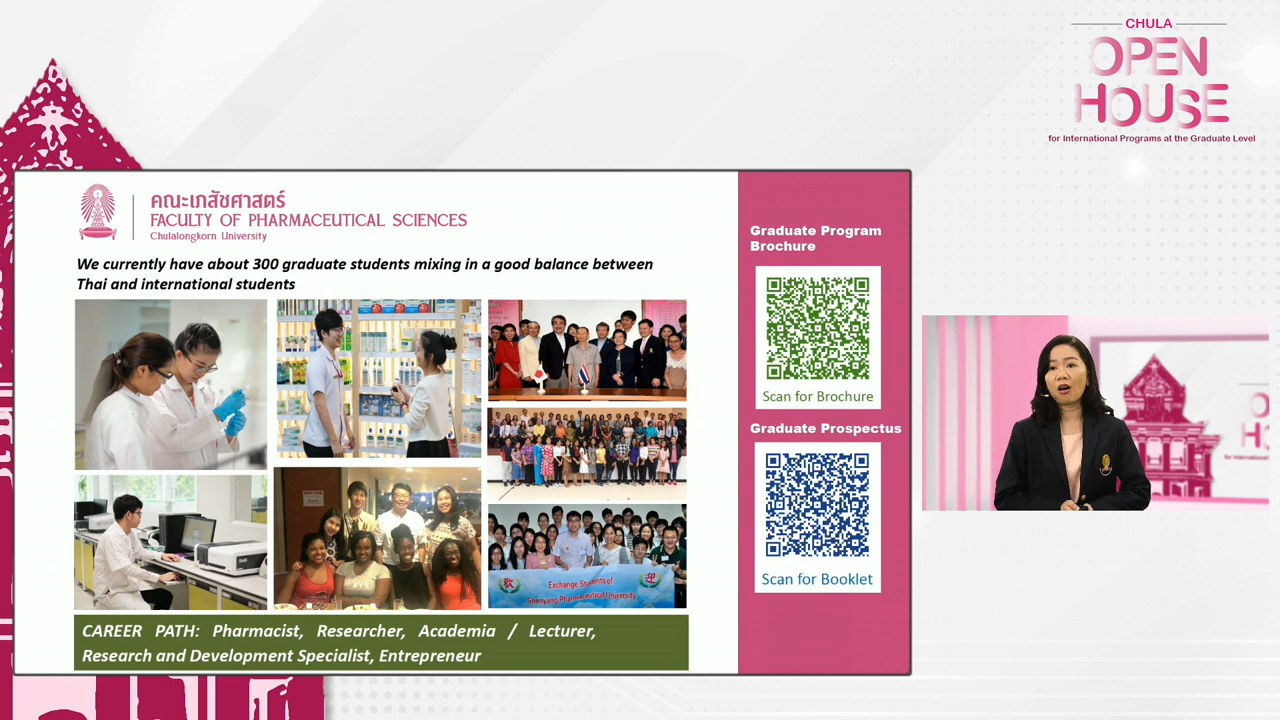 CHULA
OPEN
HOUSE
for International Programs at the Graduate Level
คณะเภสัชศาสตร์
FACULTY OF PHARMACEUTICAL SCIENCES
Chulalongkorn University
We currently have about 300 graduate students mixing in a good balance between
Thai and international students
Exchange Students of
Shenyang Pharmaceutical University
CAREER PATH: Pharmacist, Researcher, Academia / Lecturer,
Research and Development Specialist, Entrepreneur
Graduate Program
Brochure
Scan for Brochure
Graduate Prospectus
Scan for Booklet